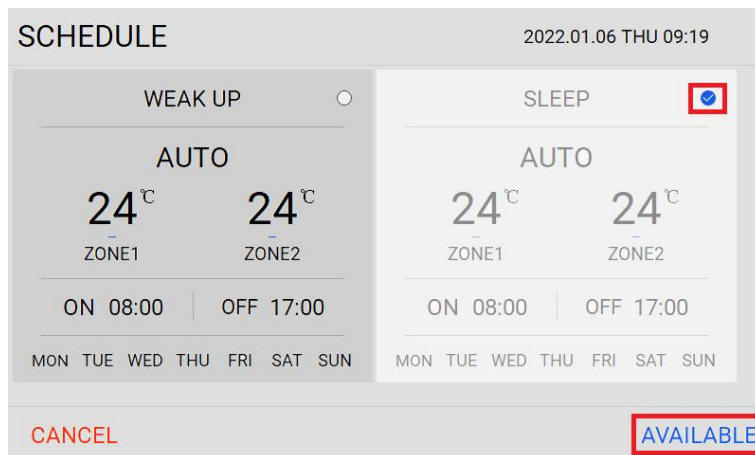 SCHEDULE 2022.01.06 THU 09:19
WEAK UP
AUTO
24℃ 24℃
ZONE1 ZONE2
ON 08:00 OFF 17:00
MON TUE WED THU FRI SAT SUN
SLEEP
AUTO
24℃ 24℃
ZONE1 ZONE2
ON 08:00 OFF 17:00
MON TUE WED THU FRI SAT SUN
CANCEL AVAILABLE